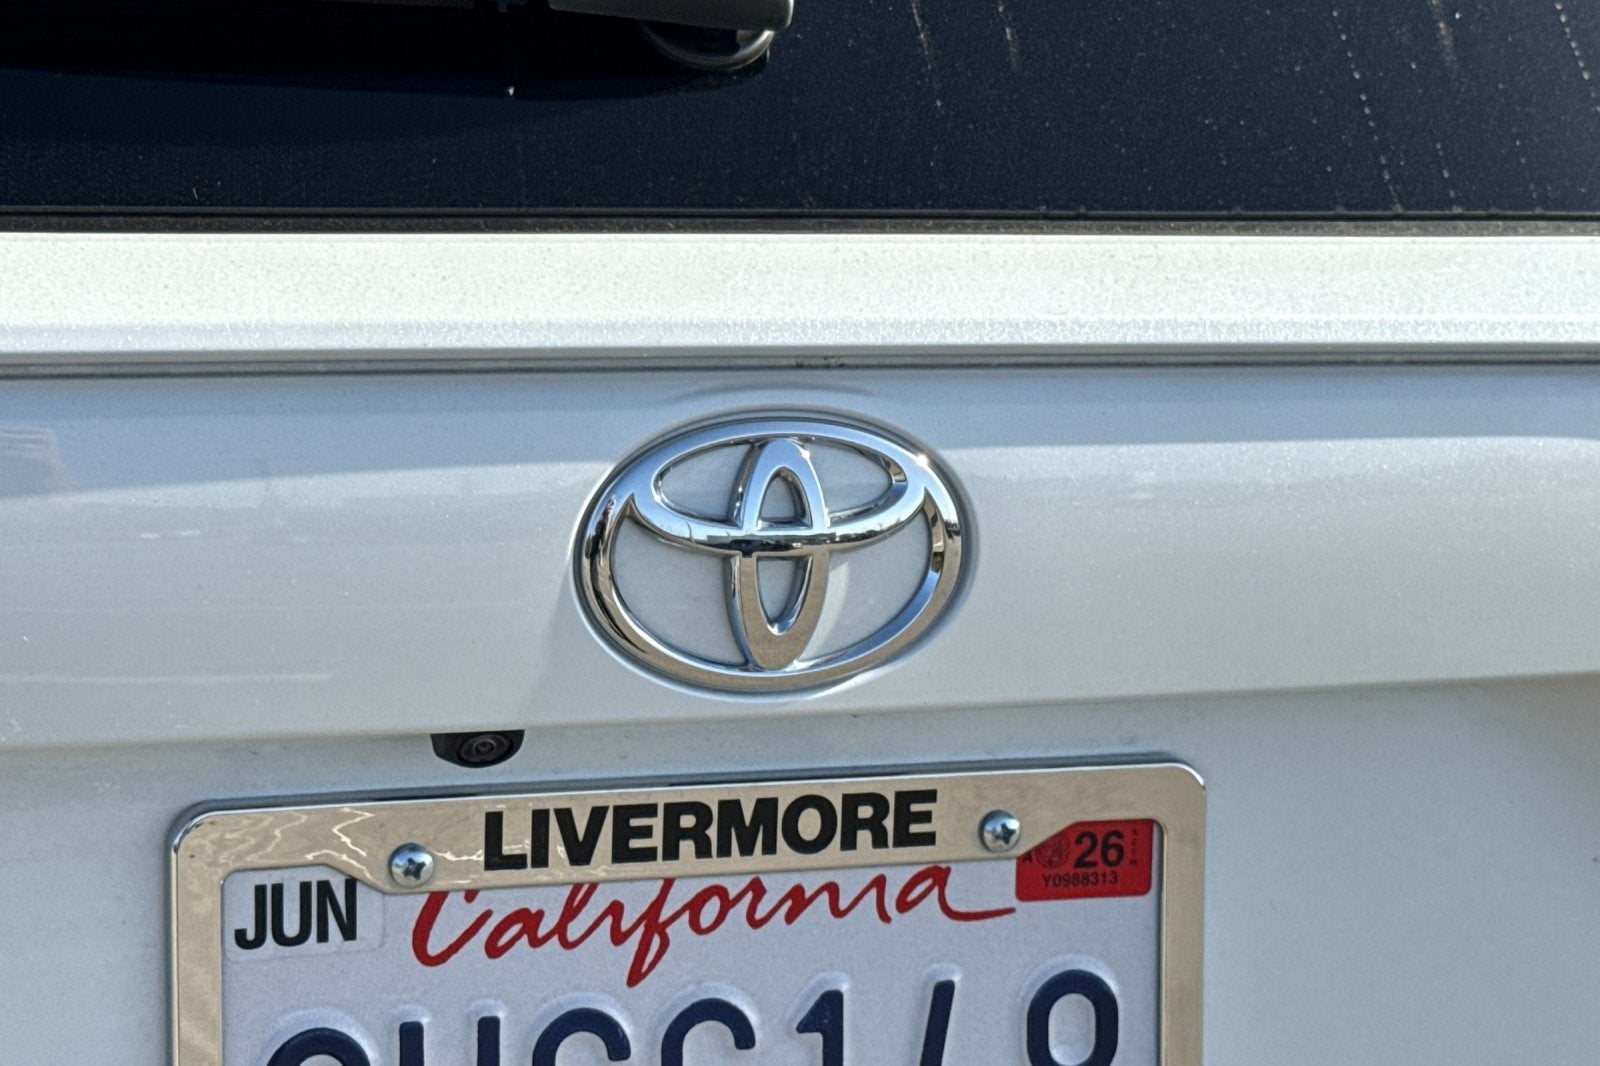 LIVERMORE
JUN
California
26
Y0988313